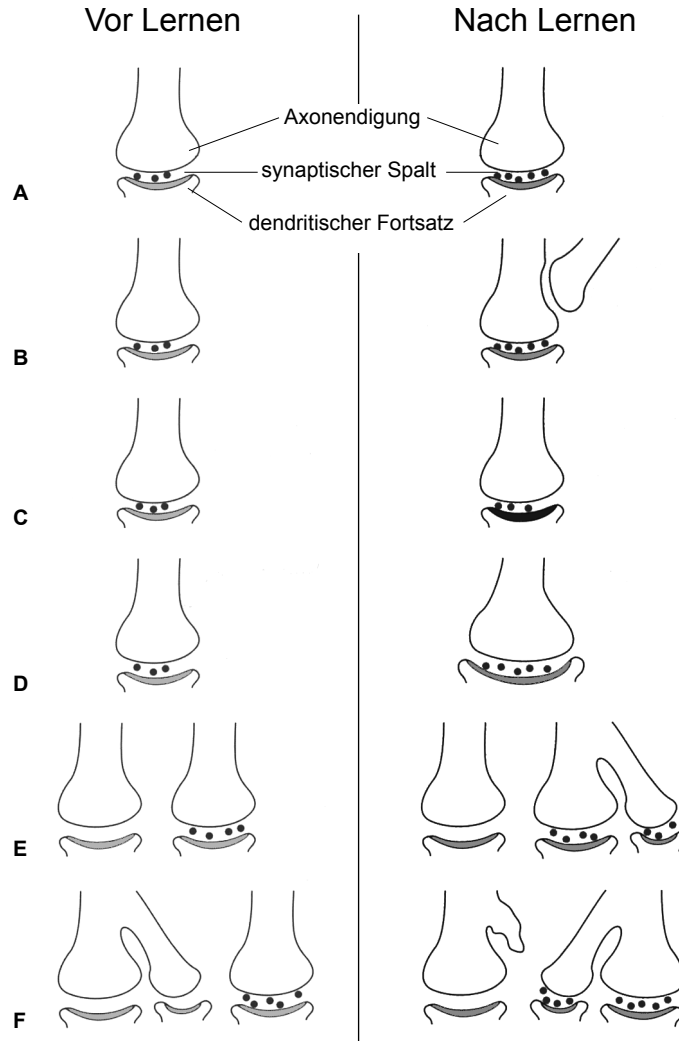 Vor Lernen
Nach Lernen
Axonendigung
synaptischer Spalt
A
dendritischer Fortsatz
B
C
D
E
F